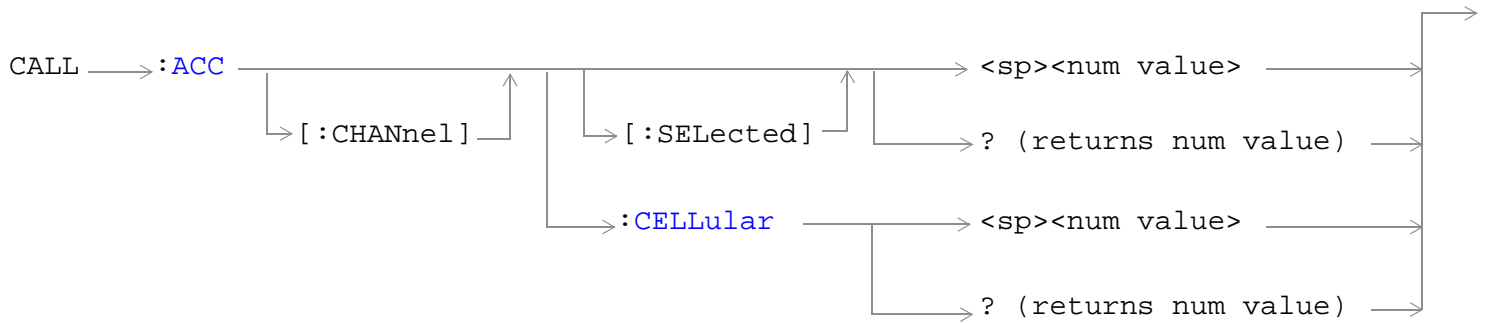 CALL :ACC <sp><num value>
[:CHANnel] [:SELected] ? (returns num value)
:CELLular <sp><num value>
? (returns num value)